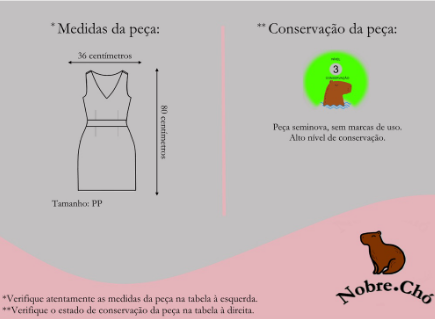 * Medidas da peça:
36 centímetros
80 centímetros
Tamanho: PP
** Conservação da peça:
3
Peça seminova, sem marcas de uso.
Alto nível de conservação.
Nobre.Chó
*Verifique atentamente as medidas da peça na tabela à esquerda.
**Verifique o estado de conservação da peça na tabela à direita.